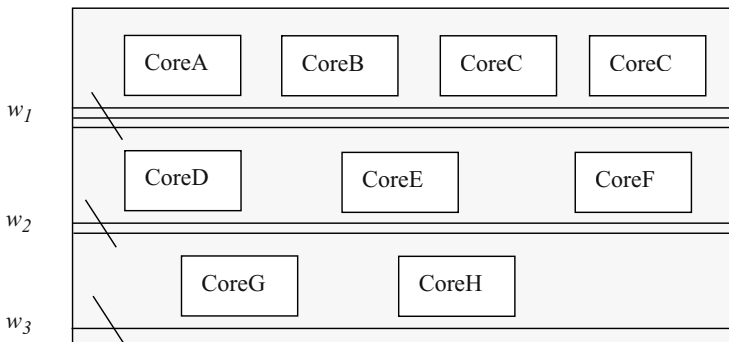 CoreA CoreB CoreC CoreC
w1
CoreD CoreE CoreF
w2
CoreG CoreH
w3